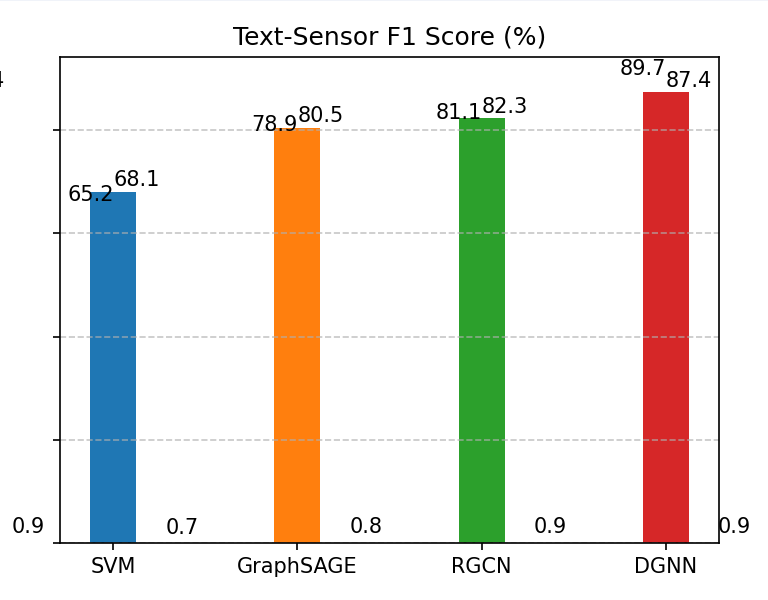 Text-Sensor F1 Score (%)
89.7
87.4
4
78.9
80.5
81.1
82.3
65.2
68.1
0.9
0.7
0.8
0.9
0.9
SVM
GraphSAGE
RGCN
DGNN